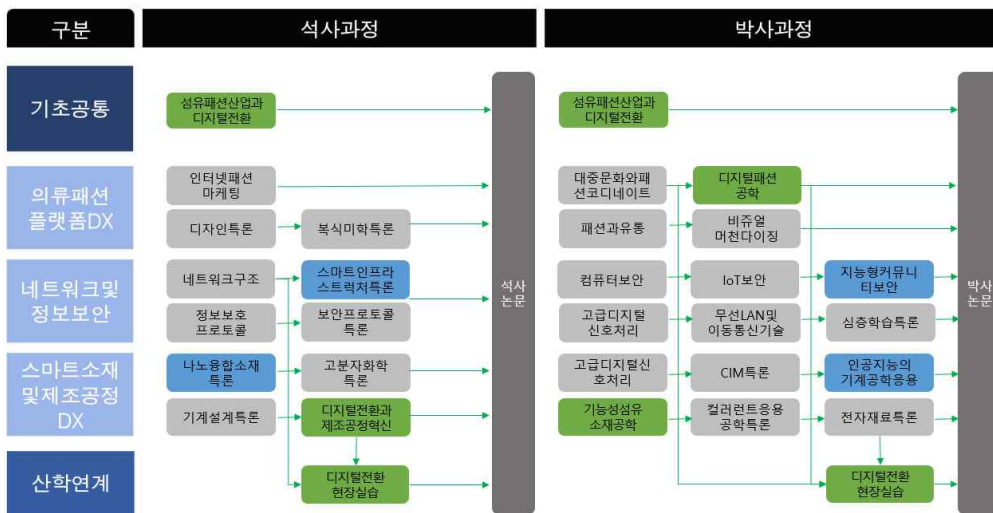 구분
석사과정
박사과정
기초공통
섬유패션산업과
디지털전환
섬유패션산업과
디지털전환
의류패션
플랫폼DX
인터넷패션
마케팅
대중문화와패
션코디네이트
디지털패션
공학
디자인특론
복식미학특론
패션과유통
비쥬얼
머천다이징
네트워크및
정보보안
네트워크구조
스마트인프라
스트럭처특론
컴퓨터보안
IoT보안
지능형커뮤니
티보안
정보보호
프로토콜
보안프로토콜
특론
고급디지털
신호처리
무선LAN및
이동통신기술
심층학습특론
석사
논문
박사
논문
스마트소재
및제조공정
DX
나노융합소재
특론
고분자화학
특론
고급디지털신
호처리
CIM특론
인공지능의
기계공학응용
기계설계특론
디지털전환과
제조공정혁신
기능성섬유
소재공학
컬러런트응용
공학특론
전자재료특론
산학연계
디지털전환
현장실습
디지털전환
현장실습